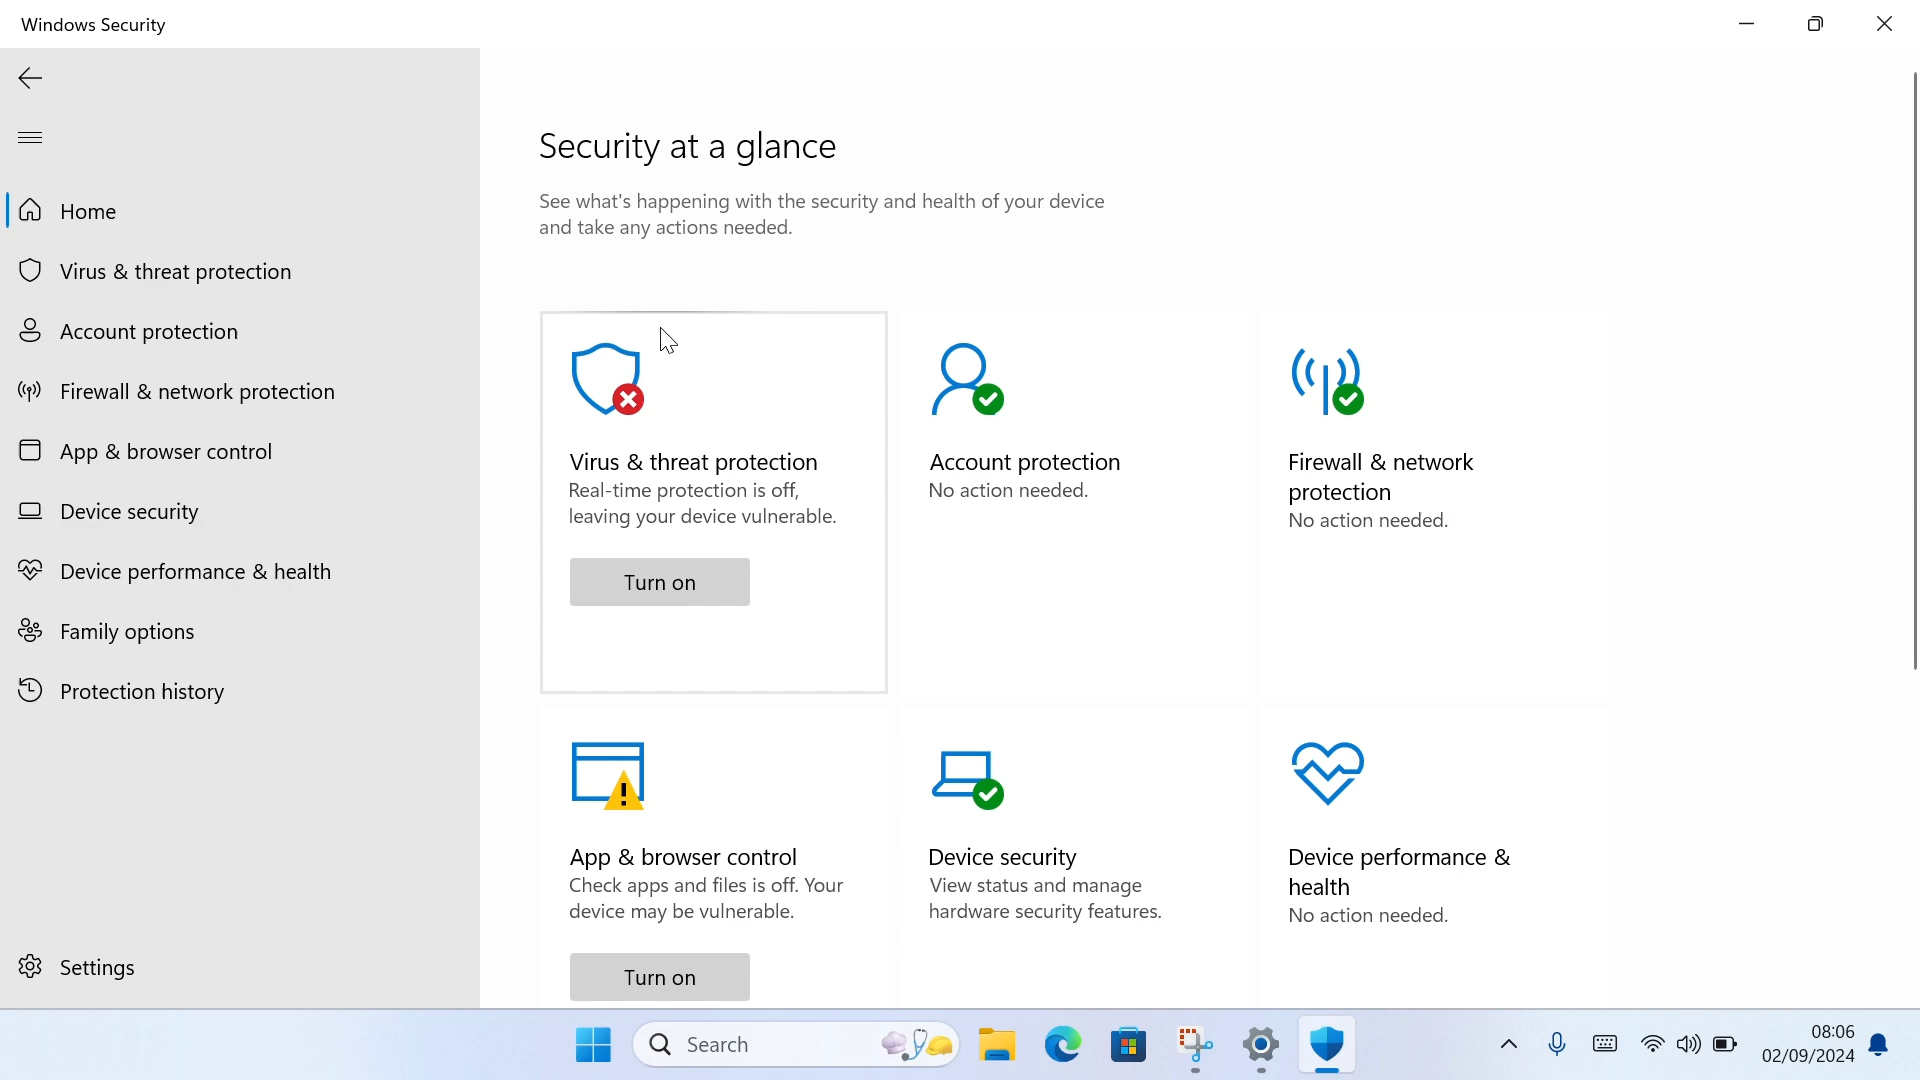 Windows Security
Home
Virus & threat protection
Account protection
Firewall & network protection
App & browser control
Device security
Device performance & health
Family options
Protection history
Settings
Security at a glance
See what's happening with the security and health of your device
and take any actions needed.
Virus & threat protection
Real-time protection is off,
leaving your device vulnerable.
Turn on
Account protection
No action needed.
Firewall & network
protection
No action needed.
App & browser control
Check apps and files is off. Your
device may be vulnerable.
Turn on
Device security
View status and manage
hardware security features.
Device performance &
health
No action needed.
Search
08:06
02/09/2024